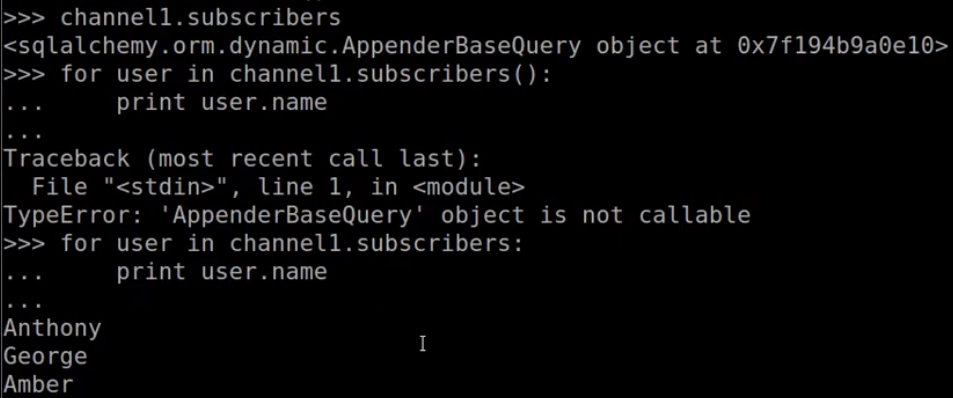 >>> channel1.subscribers
<sqlalchemy.orm.dynamic.AppenderBaseQuery object at 0x7f194b9a0e10>
>>> for user in channel1.subscribers():
...     print user.name
...
Traceback (most recent call last):
  File "<stdin>", line 1, in <module>
TypeError: 'AppenderBaseQuery' object is not callable
>>> for user in channel1.subscribers:
...     print user.name
...
Anthony
George
Amber